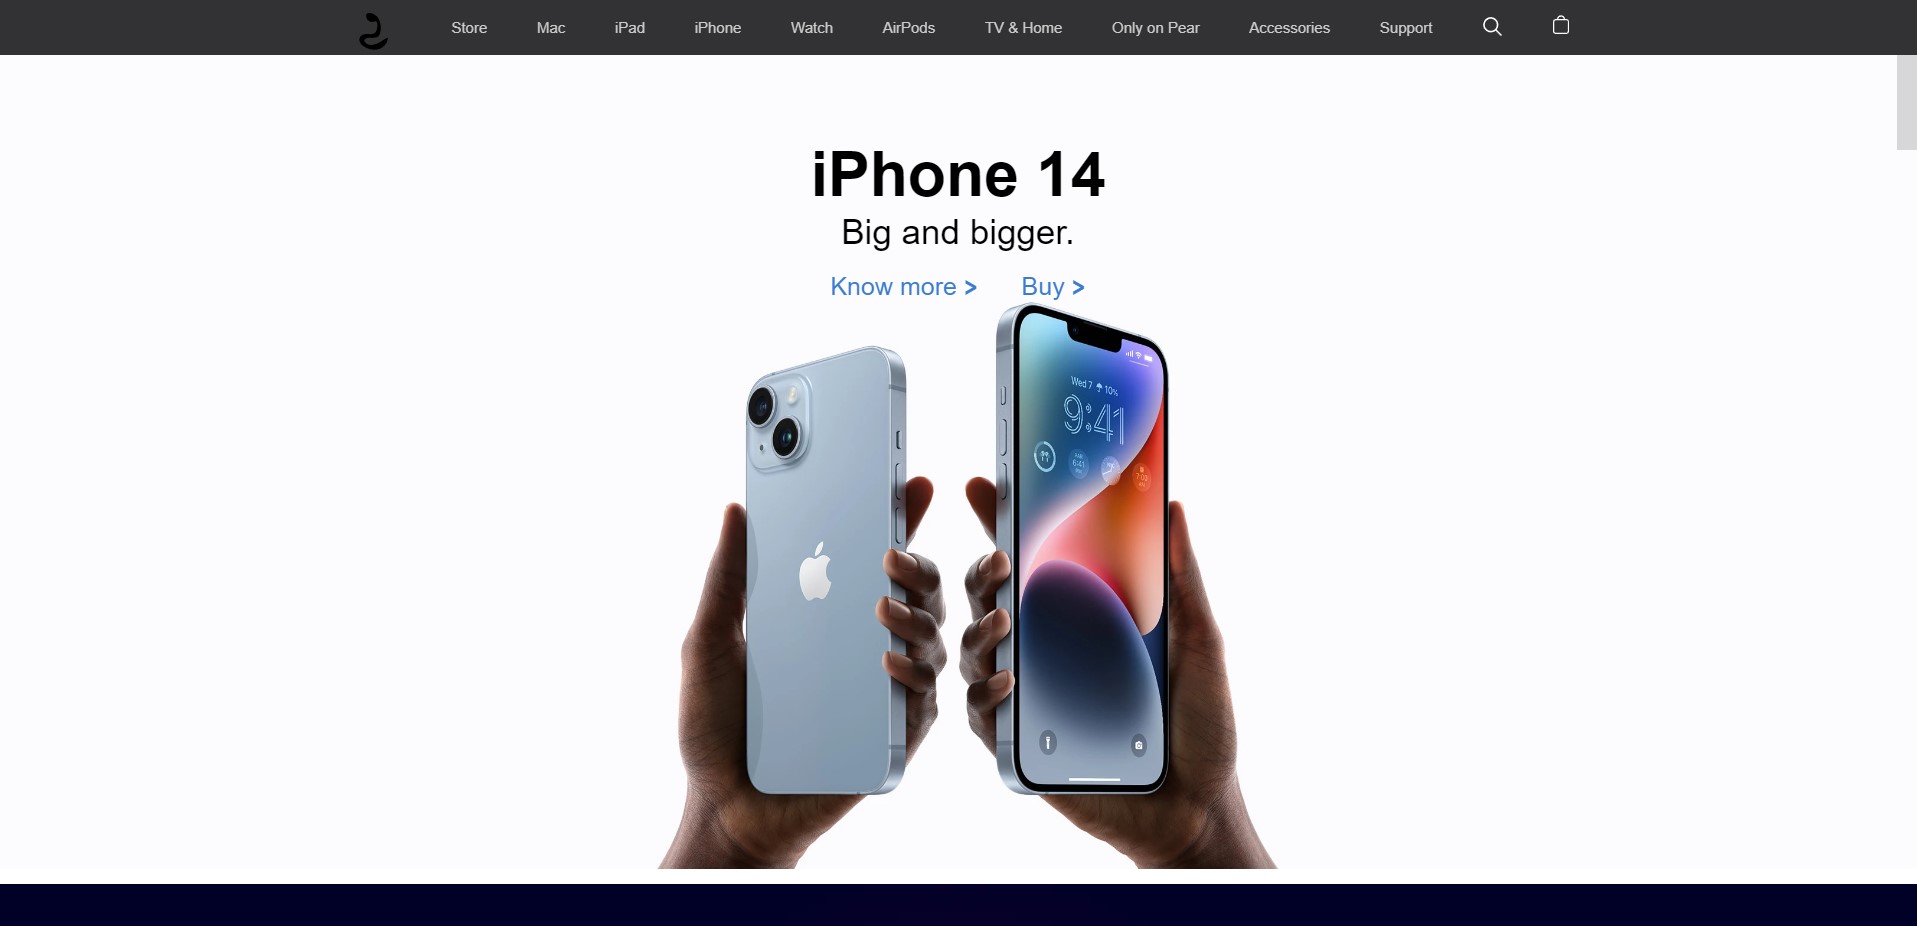 Store Mac iPad iPhone Watch AirPods TV & Home Only on Pear Accessories Support
iPhone 14
Big and bigger.
Know more > Buy >
Wed 7 10%
9:41